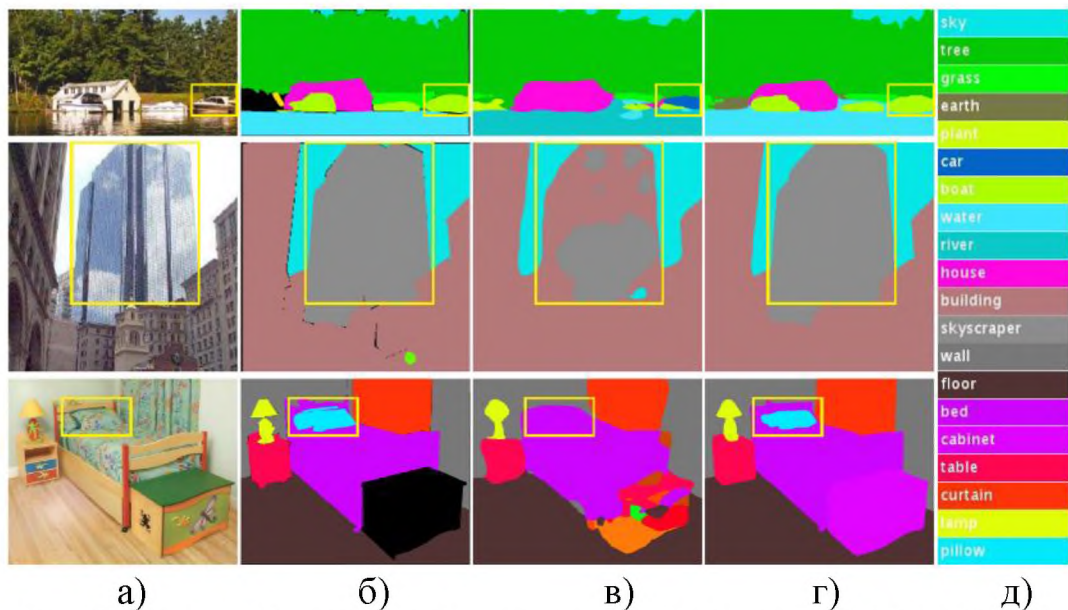 sky
tree
grass
earth
plant
car
boat
water
river
house
building
skyscraper
wall
floor
bed
cabinet
table
curtain
lamp
pillow
а) б) в) г) д)